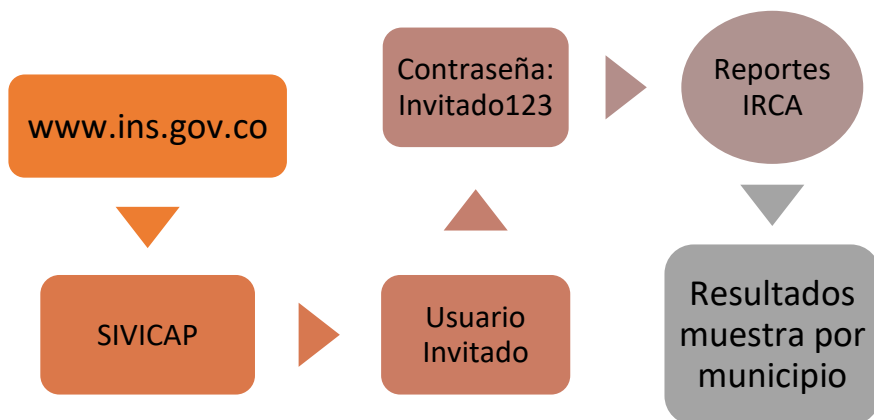 www.ins.gov.co
SIVICAP
Usuario
Invitado
Contraseña:
Invitado123
Reportes
IRCA
Resultados
muestra por
municipio